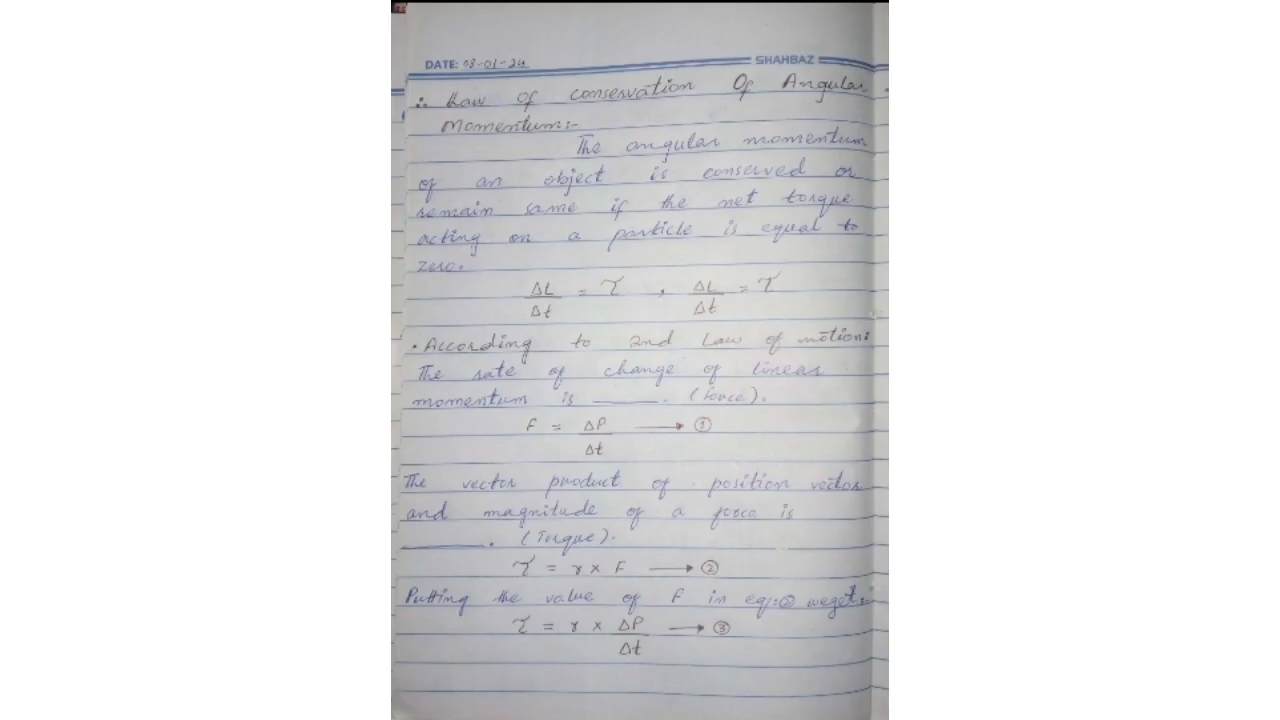 DATE: 03-01-24 SHAHBAZ
∴ Law Of conservation Of Angular
Momentum:-
The angular momentum
of an object is conserved or
remain same if the net torque
acting on a particle is equal to
zero.
ΔL/Δt = τ , ΔL/Δt = τ
• According to 2nd Law of motion:
The rate of change of linear
momentum is ______. (Force).
F = ΔP/Δt ⟶ ①
The vector product of position vector
and magnitude of a force is
______. (Torque).
τ = r × F ⟶ ②
Putting the value of F in eq:② weget:
τ = r × ΔP/Δt ⟶ ③